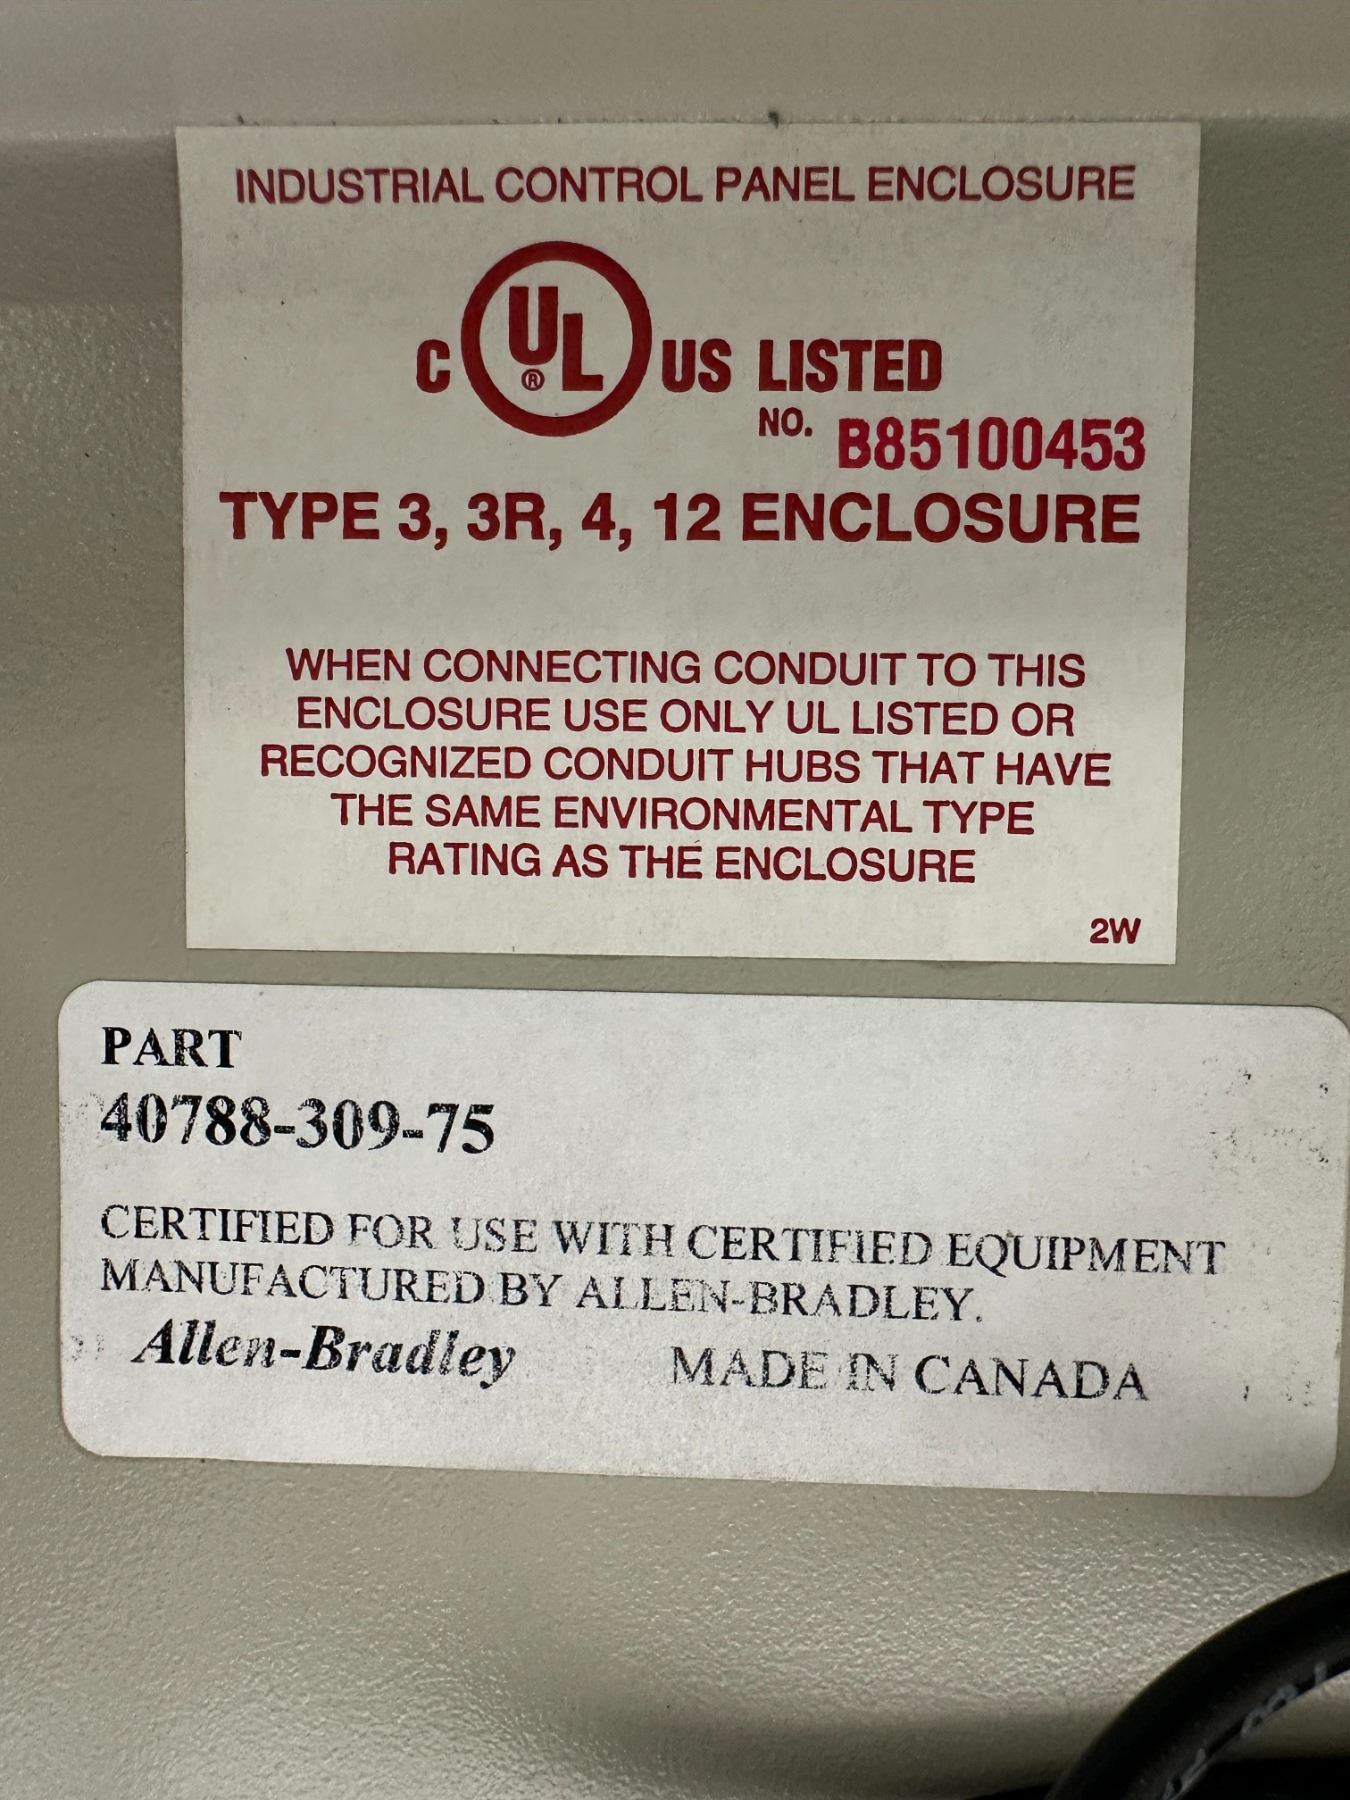 INDUSTRIAL CONTROL PANEL ENCLOSURE
C UL® US LISTED
NO. B85100453
TYPE 3, 3R, 4, 12 ENCLOSURE
WHEN CONNECTING CONDUIT TO THIS
ENCLOSURE USE ONLY UL LISTED OR
RECOGNIZED CONDUIT HUBS THAT HAVE
THE SAME ENVIRONMENTAL TYPE
RATING AS THE ENCLOSURE
2W
PART
40788-309-75
CERTIFIED FOR USE WITH CERTIFIED EQUIPMENT
MANUFACTURED BY ALLEN-BRADLEY.
Allen-Bradley MADE IN CANADA